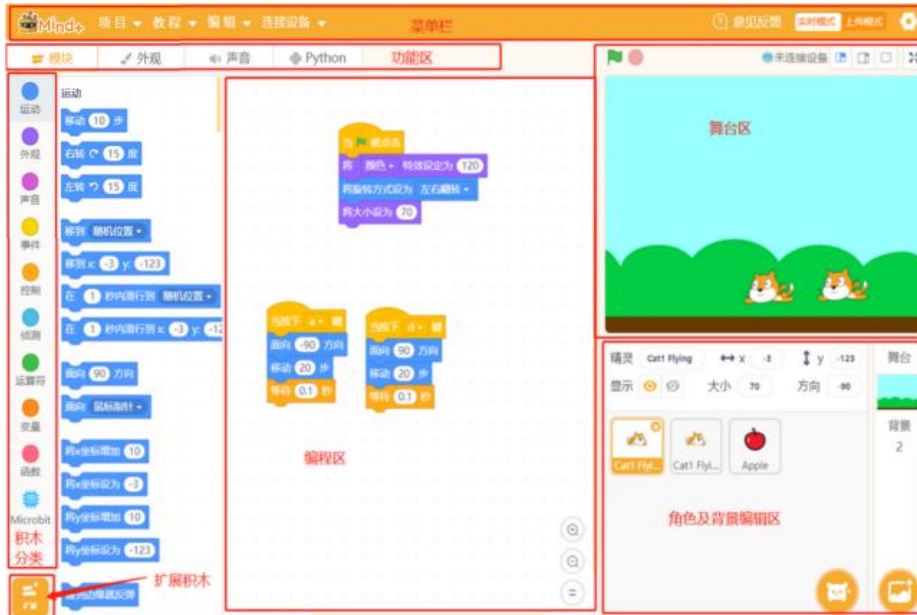 Mind+ 项目 教程 编辑 连接设备 菜单栏 意见反馈 实时模式 上传模式
模块 外观 声音 Python 功能区
未连接设备
舞台区
运动
外观
声音
事件
控制
侦测
运算符
变量
函数
Microbit
积木
分类
扩展
扩展积木
运动
移动 10 步
右转 15 度
左转 15 度
移到 随机位置
移到 x: -3 y: -123
在 1 秒内滑行到 随机位置
在 1 秒内滑行到 x: -3 y: -12
面向 90 方向
面向 鼠标指针
将x坐标增加 10
将x坐标设为 -3
将y坐标增加 10
将y坐标设为 -123
碰到边缘就反弹
当 被点击
将 颜色 特效设定为 120
将旋转方式设为 左右翻转
将大小设为 70
当按下 a 键
面向 -90 方向
移动 20 步
等待 0.1 秒
当按下 d 键
面向 90 方向
移动 20 步
等待 0.1 秒
编程区
精灵 Cat1 Flying x -3 y -123
显示 大小 70 方向 -90
Cat1 Flyi... Cat1 Flyi... Apple
角色及背景编辑区
舞台
背景
2